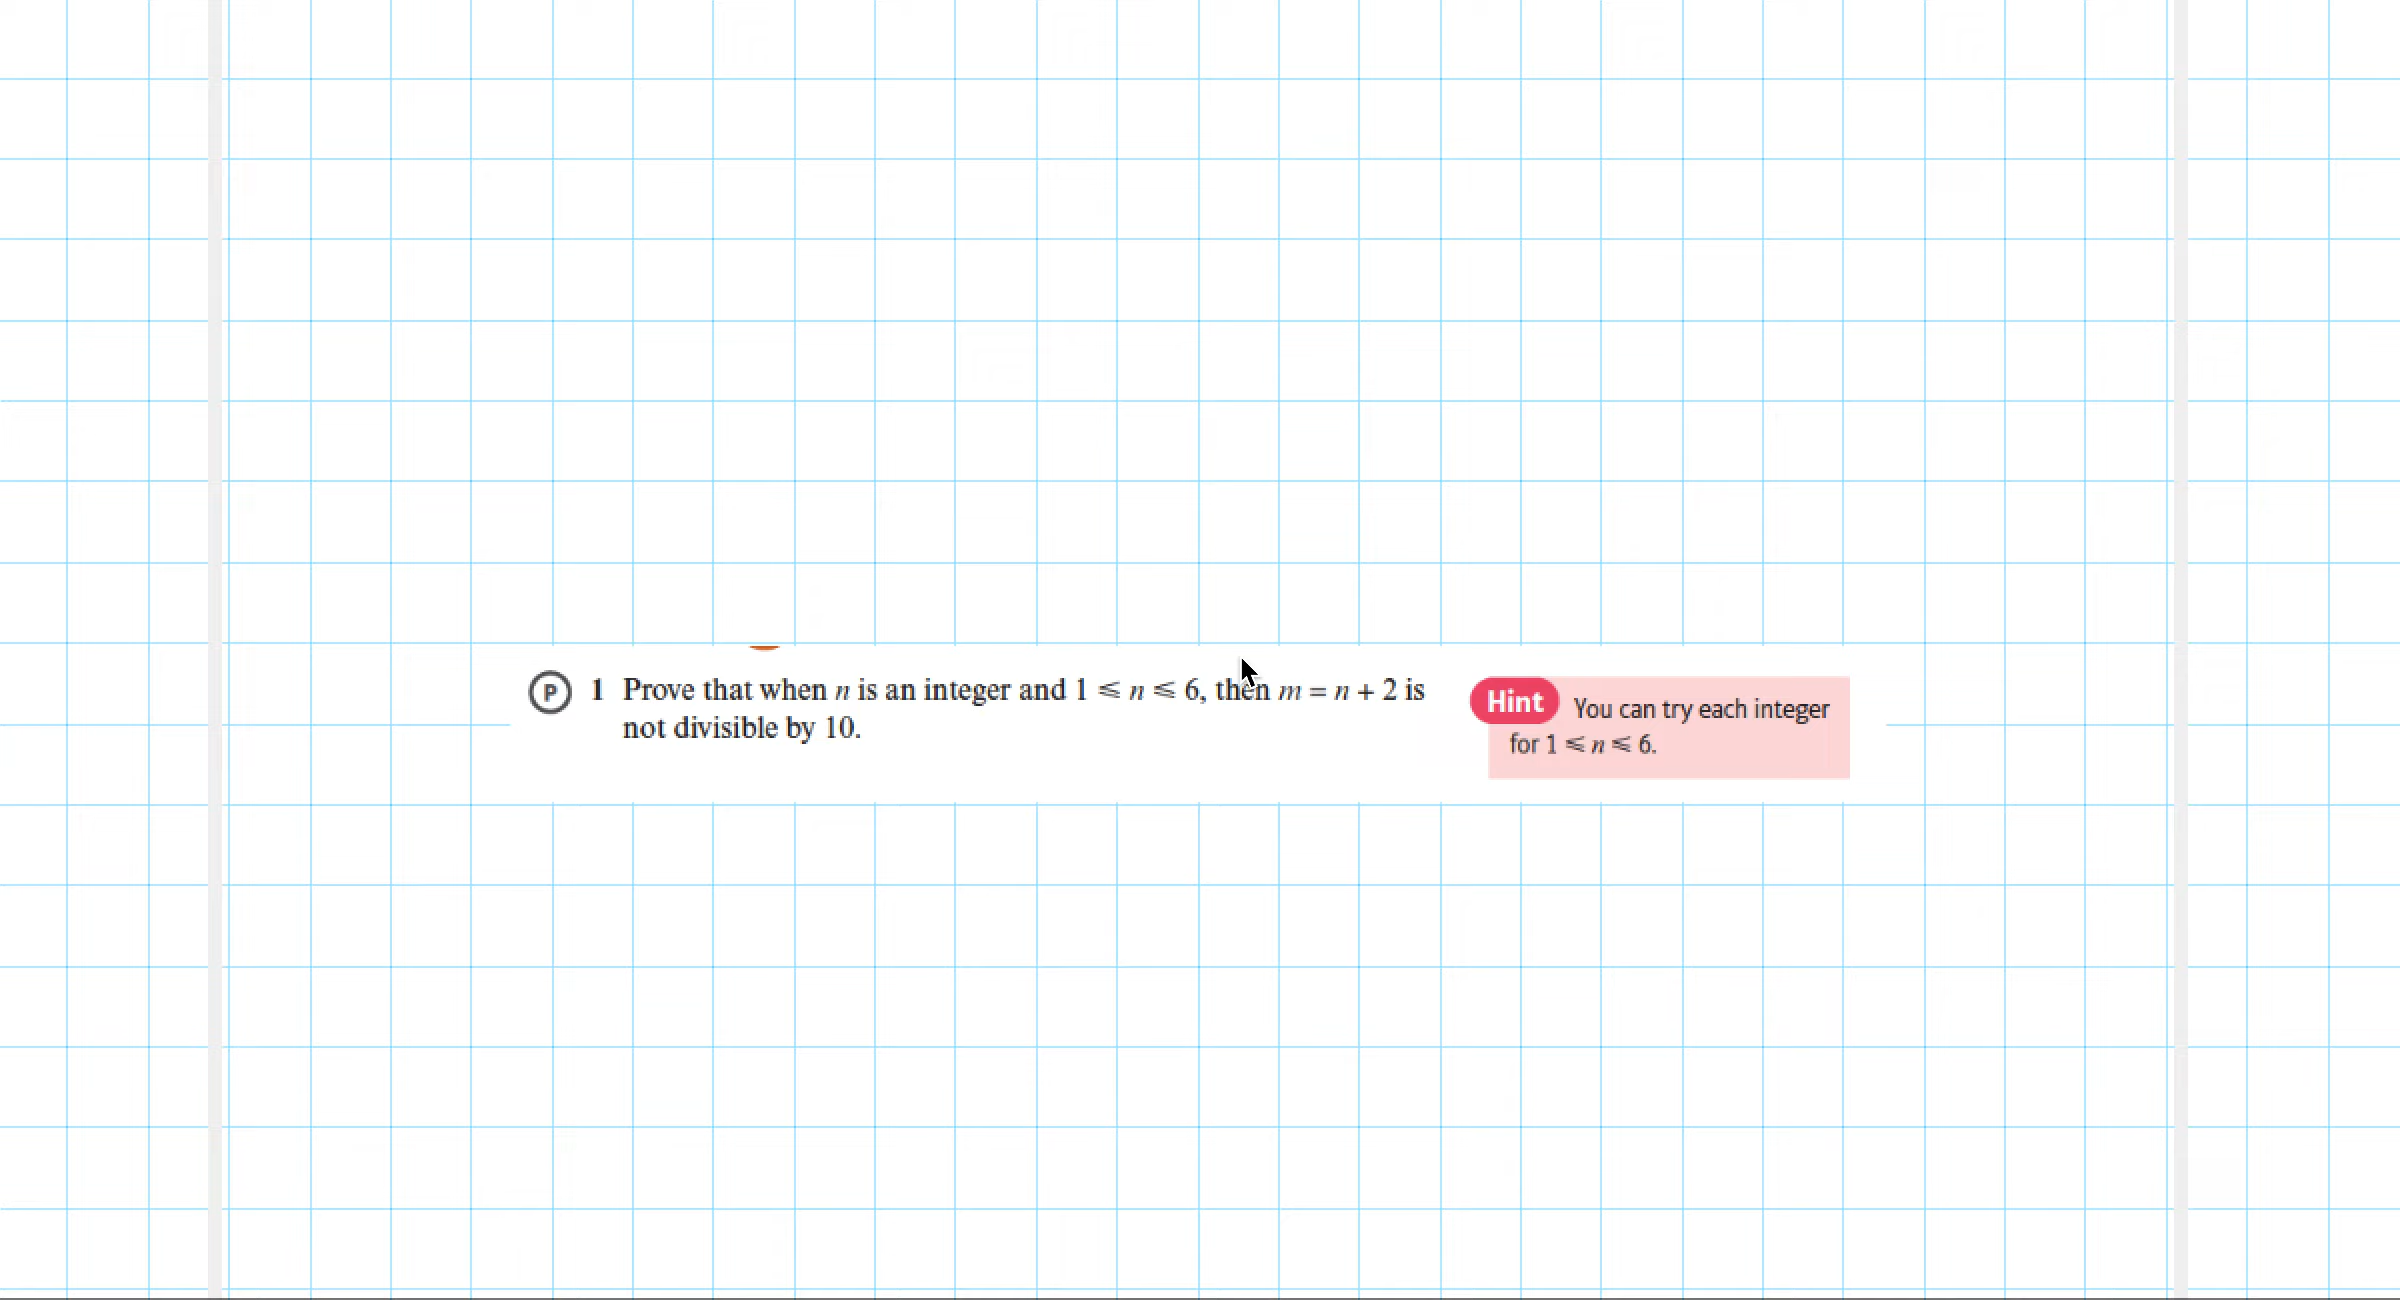 P 1 Prove that when n is an integer and 1 ⩽ n ⩽ 6, then m = n + 2 is
not divisible by 10.
Hint You can try each integer
for 1 ⩽ n ⩽ 6.